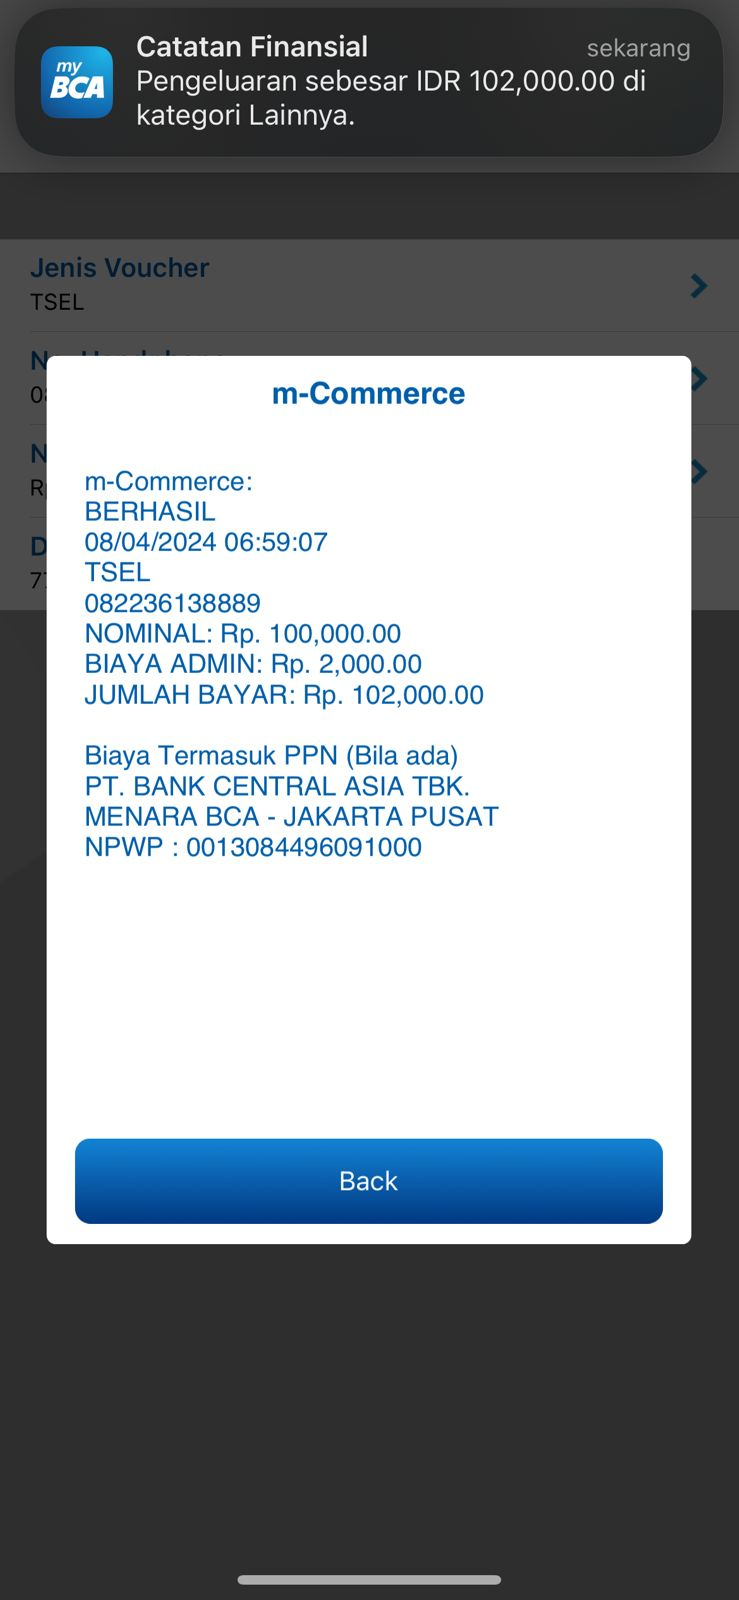 my
BCA
Catatan Finansial
sekarang
Pengeluaran sebesar IDR 102,000.00 di
kategori Lainnya.
Jenis Voucher
TSEL
m-Commerce
m-Commerce:
BERHASIL
08/04/2024 06:59:07
TSEL
082236138889
NOMINAL: Rp. 100,000.00
BIAYA ADMIN: Rp. 2,000.00
JUMLAH BAYAR: Rp. 102,000.00
Biaya Termasuk PPN (Bila ada)
PT. BANK CENTRAL ASIA TBK.
MENARA BCA - JAKARTA PUSAT
NPWP : 0013084496091000
Back